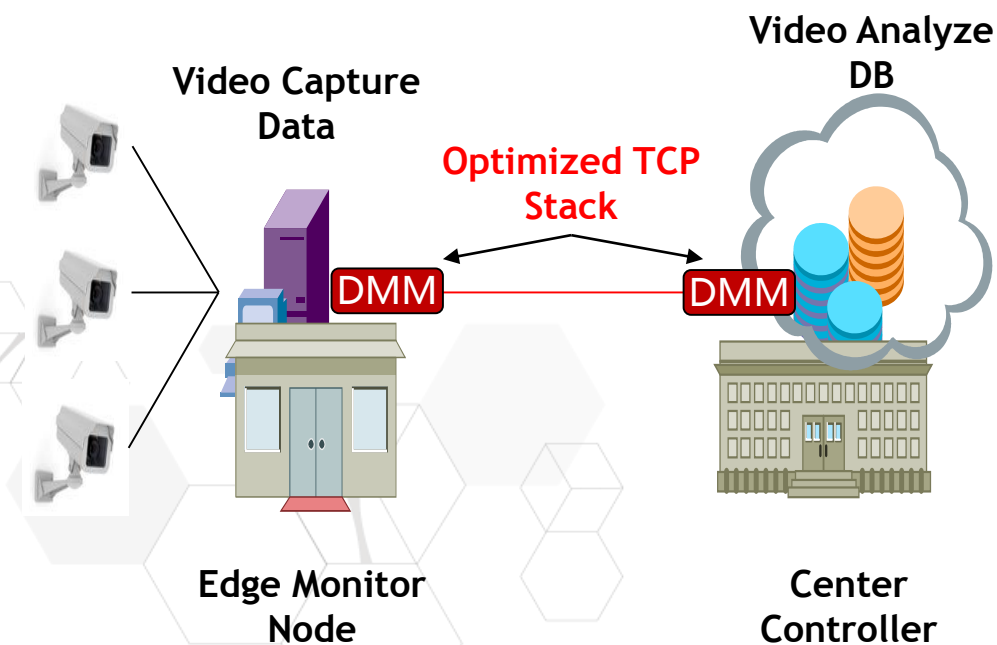 Video Analyze
DB
Video Capture
Data
Optimized TCP
Stack
DMM
DMM
Edge Monitor
Node
Center
Controller